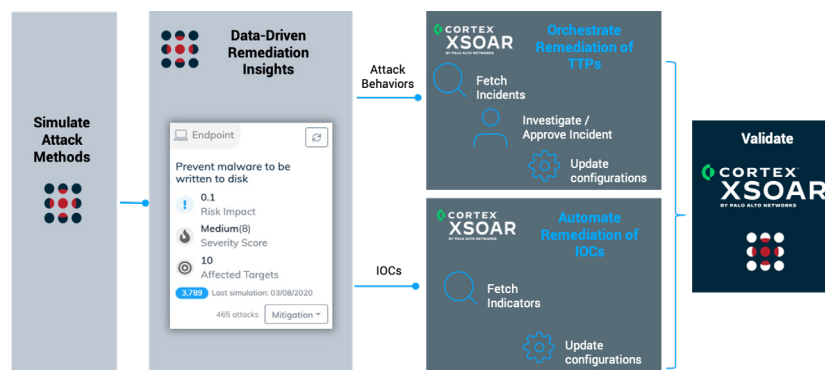 Simulate
Attack
Methods
Data-Driven
Remediation
Insights
Endpoint
Prevent malware to be
written to disk
0.1
Risk Impact
Medium(8)
Severity Score
10
Affected Targets
3,789 Last simulation: 03/08/2020
465 attacks Mitigation
Attack
Behaviors
IOCs
CORTEX
XSOAR
BY PALO ALTO NETWORKS
Orchestrate
Remediation of
TTPs
Fetch
Incidents
Investigate /
Approve Incident
Update
configurations
CORTEX
XSOAR
BY PALO ALTO NETWORKS
Automate
Remediation of
IOCs
Fetch
Indicators
Update
configurations
Validate
CORTEX
XSOAR
BY PALO ALTO NETWORKS